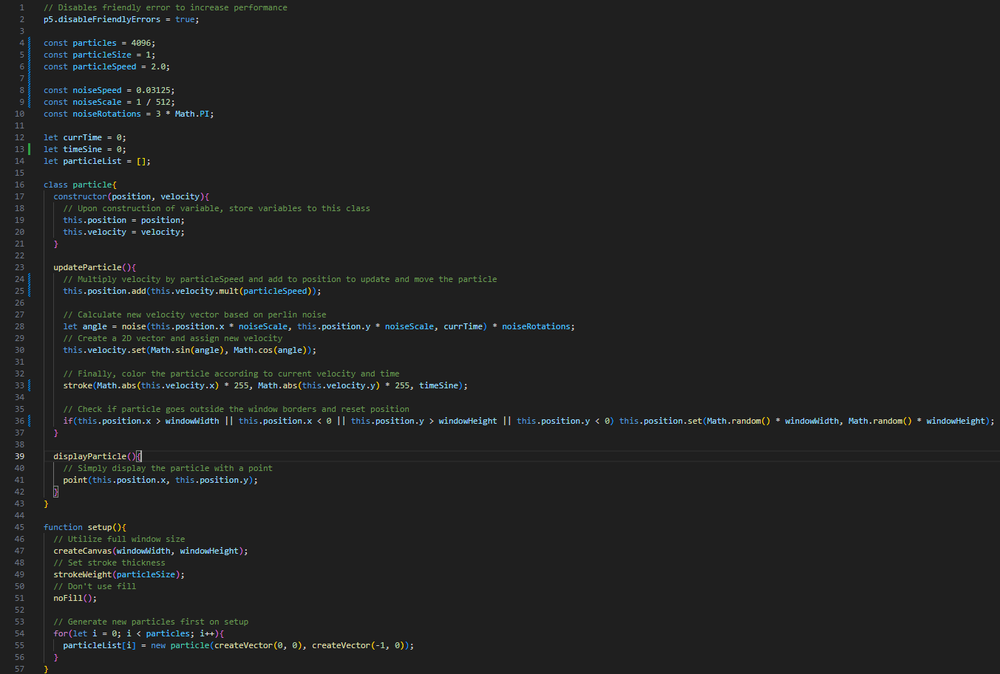 1 // Disables friendly error to increase performance
2 p5.disableFriendlyErrors = true;
3
4 const particles = 4096;
5 const particleSize = 1;
6 const particleSpeed = 2.0;
7
8 const noiseSpeed = 0.03125;
9 const noiseScale = 1 / 512;
10 const noiseRotations = 3 * Math.PI;
11
12 let currTime = 0;
13 let timeSine = 0;
14 let particleList = [];
15
16 class particle{
17   constructor(position, velocity){
18     // Upon construction of variable, store variables to this class
19     this.position = position;
20     this.velocity = velocity;
21   }
22
23   updateParticle(){
24     // Multiply velocity by particleSpeed and add to position to update and move the particle
25     this.position.add(this.velocity.mult(particleSpeed));
26
27     // Calculate new velocity vector based on perlin noise
28     let angle = noise(this.position.x * noiseScale, this.position.y * noiseScale, currTime) * noiseRotations;
29     // Create a 2D vector and assign new velocity
30     this.velocity.set(Math.sin(angle), Math.cos(angle));
31
32     // Finally, color the particle according to current velocity and time
33     stroke(Math.abs(this.velocity.x) * 255, Math.abs(this.velocity.y) * 255, timeSine);
34
35     // Check if particle goes outside the window borders and reset position
36     if(this.position.x > windowWidth || this.position.x < 0 || this.position.y > windowHeight || this.position.y < 0) this.position.set(Math.random() * windowWidth, Math.random() * windowHeight);
37   }
38
39   displayParticle(){
40     // Simply display the particle with a point
41     point(this.position.x, this.position.y);
42   }
43 }
44
45 function setup(){
46   // Utilize full window size
47   createCanvas(windowWidth, windowHeight);
48   // Set stroke thickness
49   strokeWeight(particleSize);
50   // Don't use fill
51   noFill();
52
53   // Generate new particles first on setup
54   for(let i = 0; i < particles; i++){
55     particleList[i] = new particle(createVector(0, 0), createVector(-1, 0));
56   }
57 }